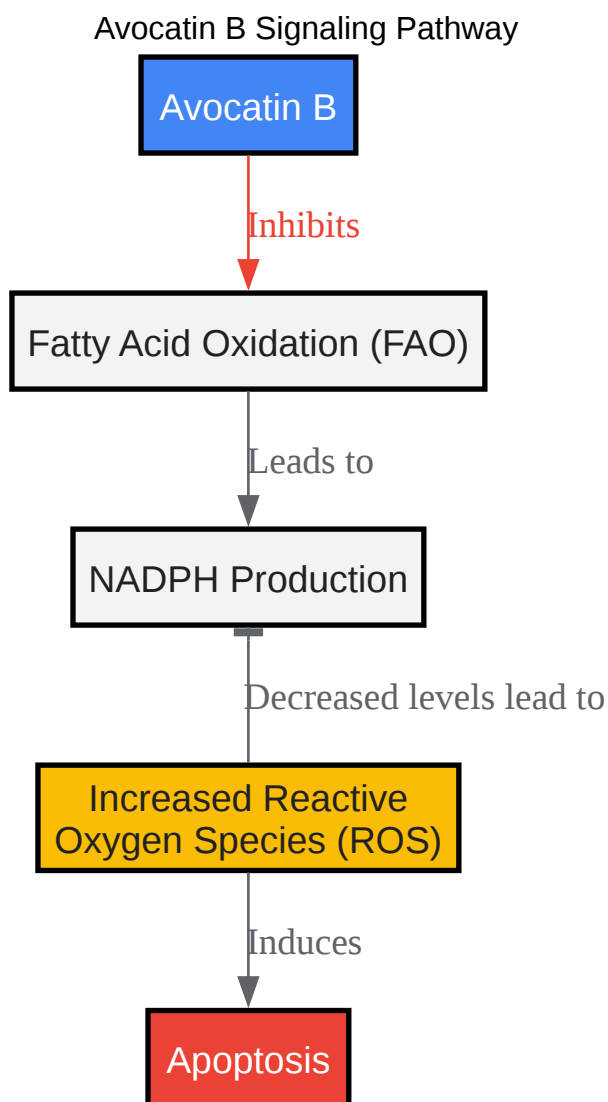 Avocatin B Signaling Pathway
Avocatin B
Inhibits
Fatty Acid Oxidation (FAO)
Leads to
NADPH Production
Decreased levels lead to
Increased Reactive
Oxygen Species (ROS)
Induces
Apoptosis